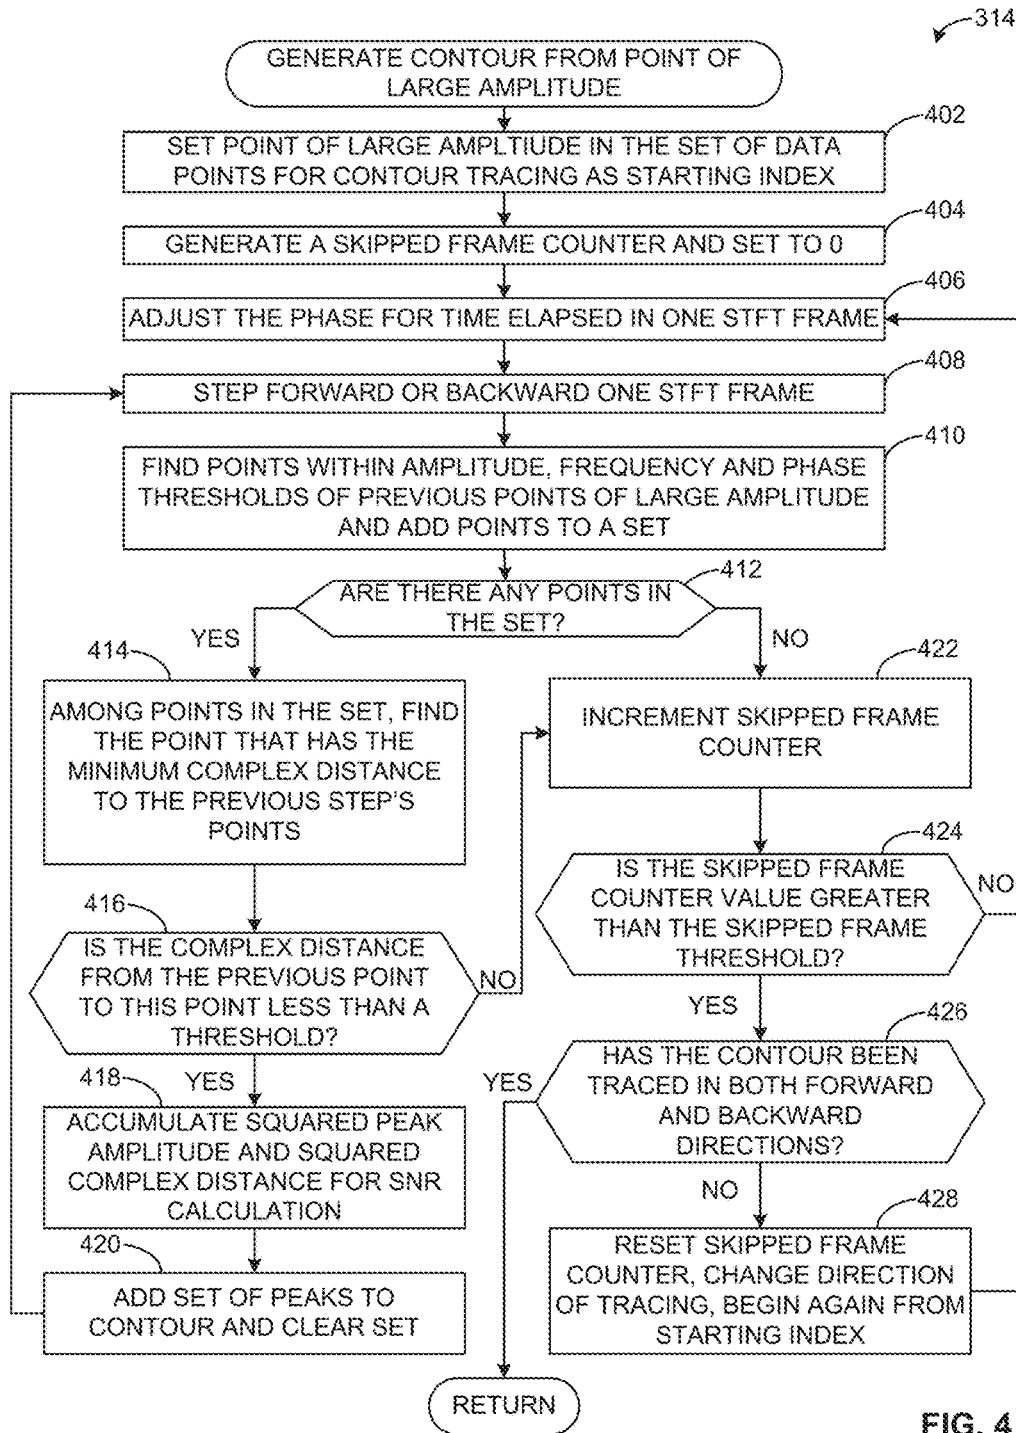 314
GENERATE CONTOUR FROM POINT OF
LARGE AMPLITUDE
402
SET POINT OF LARGE AMPLTIUDE IN THE SET OF DATA
POINTS FOR CONTOUR TRACING AS STARTING INDEX
404
GENERATE A SKIPPED FRAME COUNTER AND SET TO 0
406
ADJUST THE PHASE FOR TIME ELAPSED IN ONE STFT FRAME
408
STEP FORWARD OR BACKWARD ONE STFT FRAME
410
FIND POINTS WITHIN AMPLITUDE, FREQUENCY AND PHASE
THRESHOLDS OF PREVIOUS POINTS OF LARGE AMPLITUDE
AND ADD POINTS TO A SET
412
ARE THERE ANY POINTS IN
THE SET?
YES
NO
414
AMONG POINTS IN THE SET, FIND
THE POINT THAT HAS THE
MINIMUM COMPLEX DISTANCE
TO THE PREVIOUS STEP'S
POINTS
416
IS THE COMPLEX DISTANCE
FROM THE PREVIOUS POINT
TO THIS POINT LESS THAN A
THRESHOLD?
NO
YES
418
ACCUMULATE SQUARED PEAK
AMPLITUDE AND SQUARED
COMPLEX DISTANCE FOR SNR
CALCULATION
420
ADD SET OF PEAKS TO
CONTOUR AND CLEAR SET
422
INCREMENT SKIPPED FRAME
COUNTER
424
IS THE SKIPPED FRAME
COUNTER VALUE GREATER
THAN THE SKIPPED FRAME
THRESHOLD?
NO
YES
426
HAS THE CONTOUR BEEN
TRACED IN BOTH FORWARD
AND BACKWARD
DIRECTIONS?
YES
NO
428
RESET SKIPPED FRAME
COUNTER, CHANGE DIRECTION
OF TRACING, BEGIN AGAIN FROM
STARTING INDEX
RETURN
FIG. 4